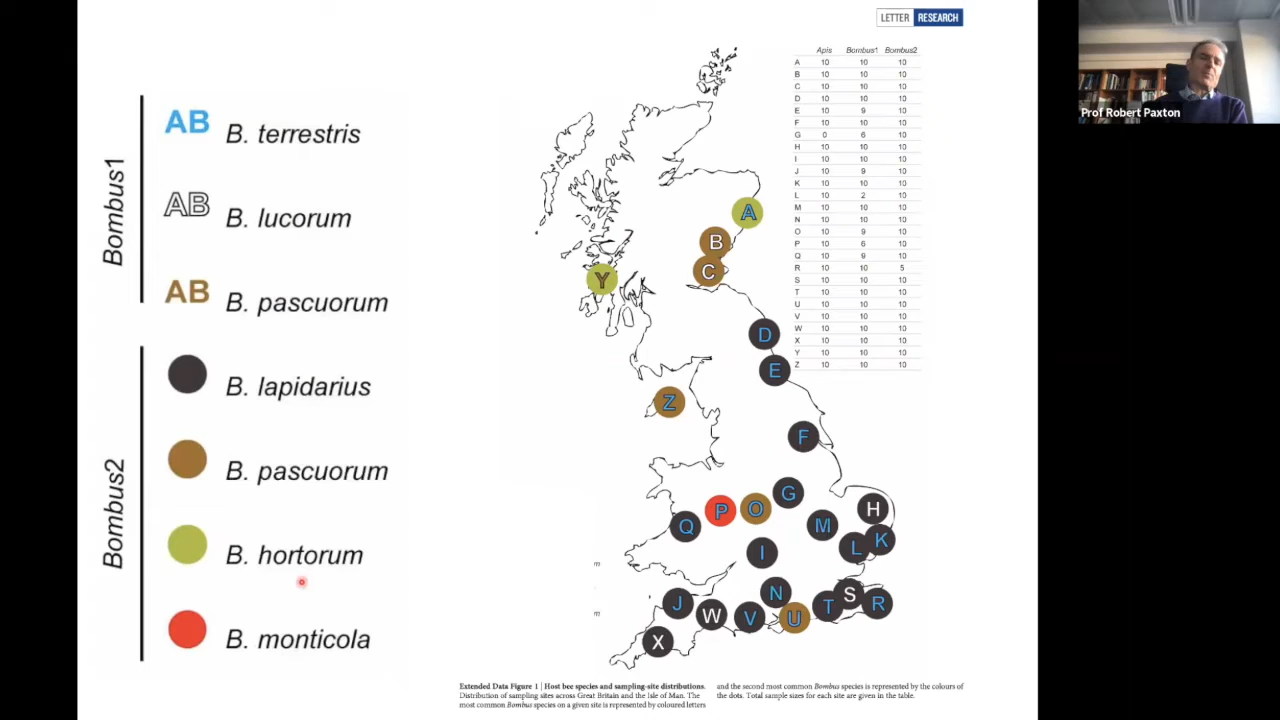 LETTER RESEARCH
Prof Robert Paxton
Bombus1
AB B. terrestris
AB B. lucorum
AB B. pascuorum
Bombus2
B. lapidarius
B. pascuorum
B. hortorum
B. monticola
Apis Bombus1 Bombus2
A 10 10 10
B 10 10 10
C 10 10 10
D 10 10 10
E 10 9 10
F 10 10 10
G 0 6 10
H 10 10 10
I 10 10 10
J 10 9 10
K 10 10 10
L 10 2 10
M 10 10 10
N 10 10 10
O 10 9 10
P 10 6 10
Q 10 9 10
R 10 10 5
S 10 10 10
T 10 10 10
U 10 10 10
V 10 10 10
W 10 10 10
X 10 10 10
Y 10 10 10
Z 10 10 10
A
B
C
Y
D
E
Z
F
G
P O H
Q M
L K
I
N S
J W V U T R
X
m
m
Extended Data Figure 1 | Host bee species and sampling-site distributions.
Distribution of sampling sites across Great Britain and the Isle of Man. The
most common Bombus species on a given site is represented by coloured letters
and the second most common Bombus species is represented by the colours of
the dots. Total sample sizes for each site are given in the table.